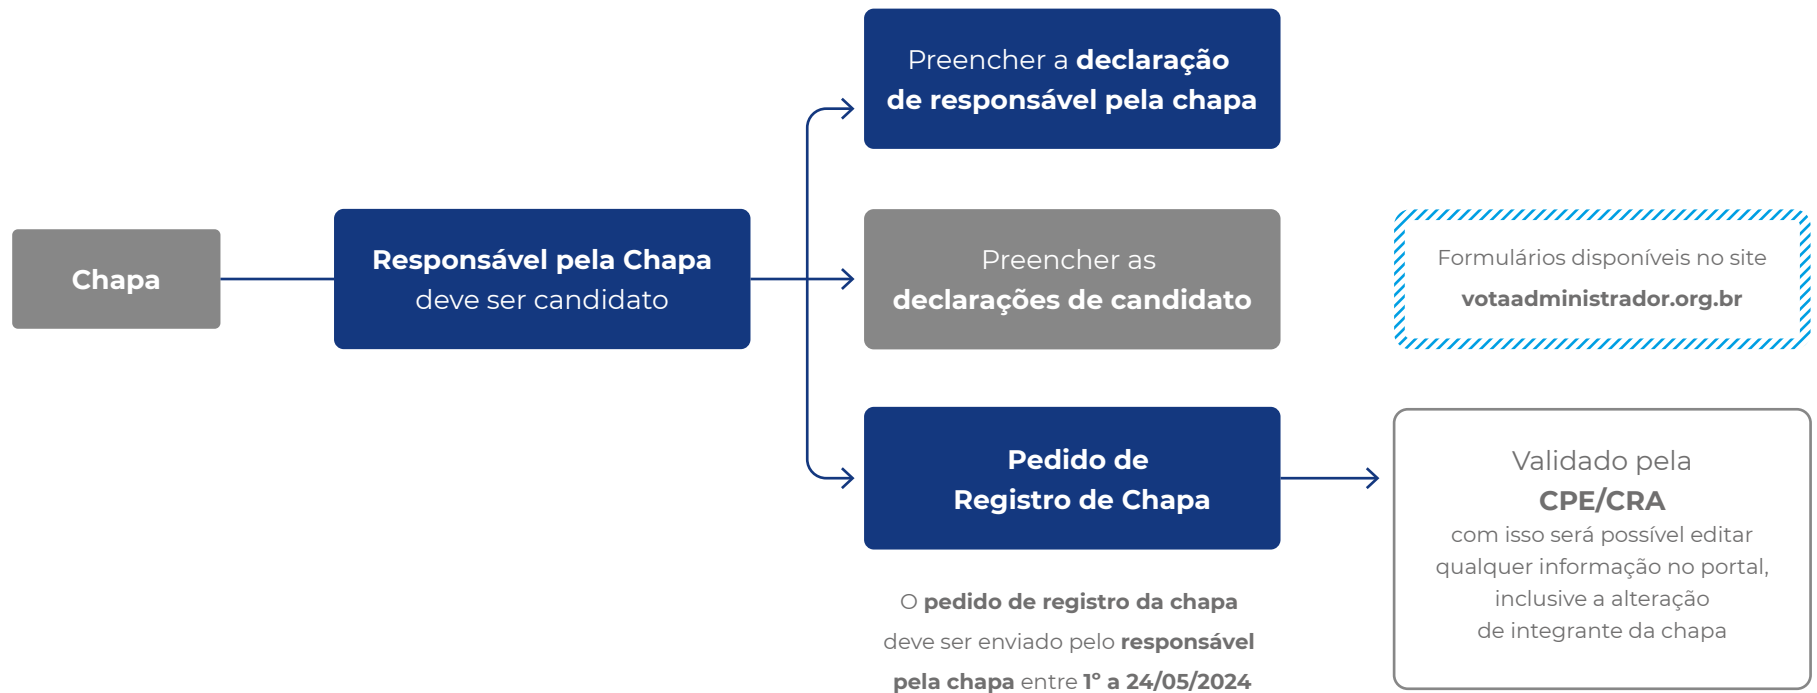 Chapa
Responsável pela Chapa
deve ser candidato
Preencher a declaração
de responsável pela chapa
Preencher as
declarações de candidato
Formulários disponíveis no site
votaadministrador.org.br
Pedido de
Registro de Chapa
O pedido de registro da chapa
deve ser enviado pelo responsável
pela chapa entre 1º a 24/05/2024
Validado pela
CPE/CRA
com isso será possível editar
qualquer informação no portal,
inclusive a alteração
de integrante da chapa